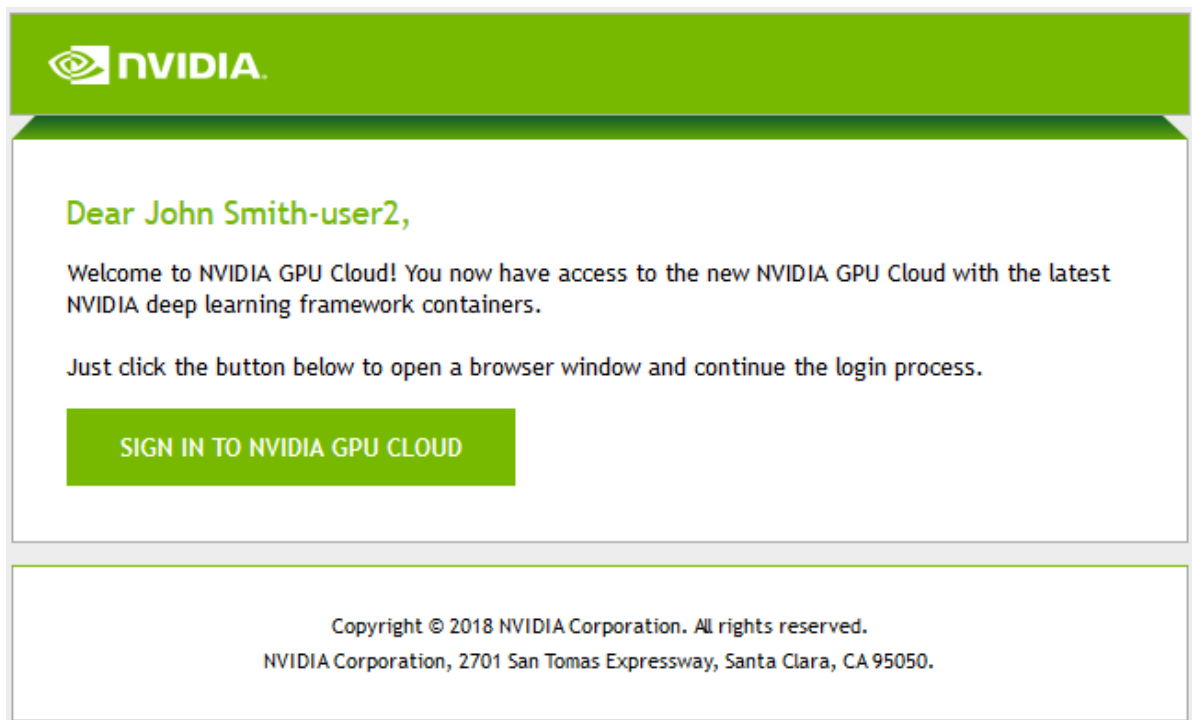 NVIDIA.
Dear John Smith-user2,
Welcome to NVIDIA GPU Cloud! You now have access to the new NVIDIA GPU Cloud with the latest
NVIDIA deep learning framework containers.
Just click the button below to open a browser window and continue the login process.
SIGN IN TO NVIDIA GPU CLOUD
Copyright © 2018 NVIDIA Corporation. All rights reserved.
NVIDIA Corporation, 2701 San Tomas Expressway, Santa Clara, CA 95050.